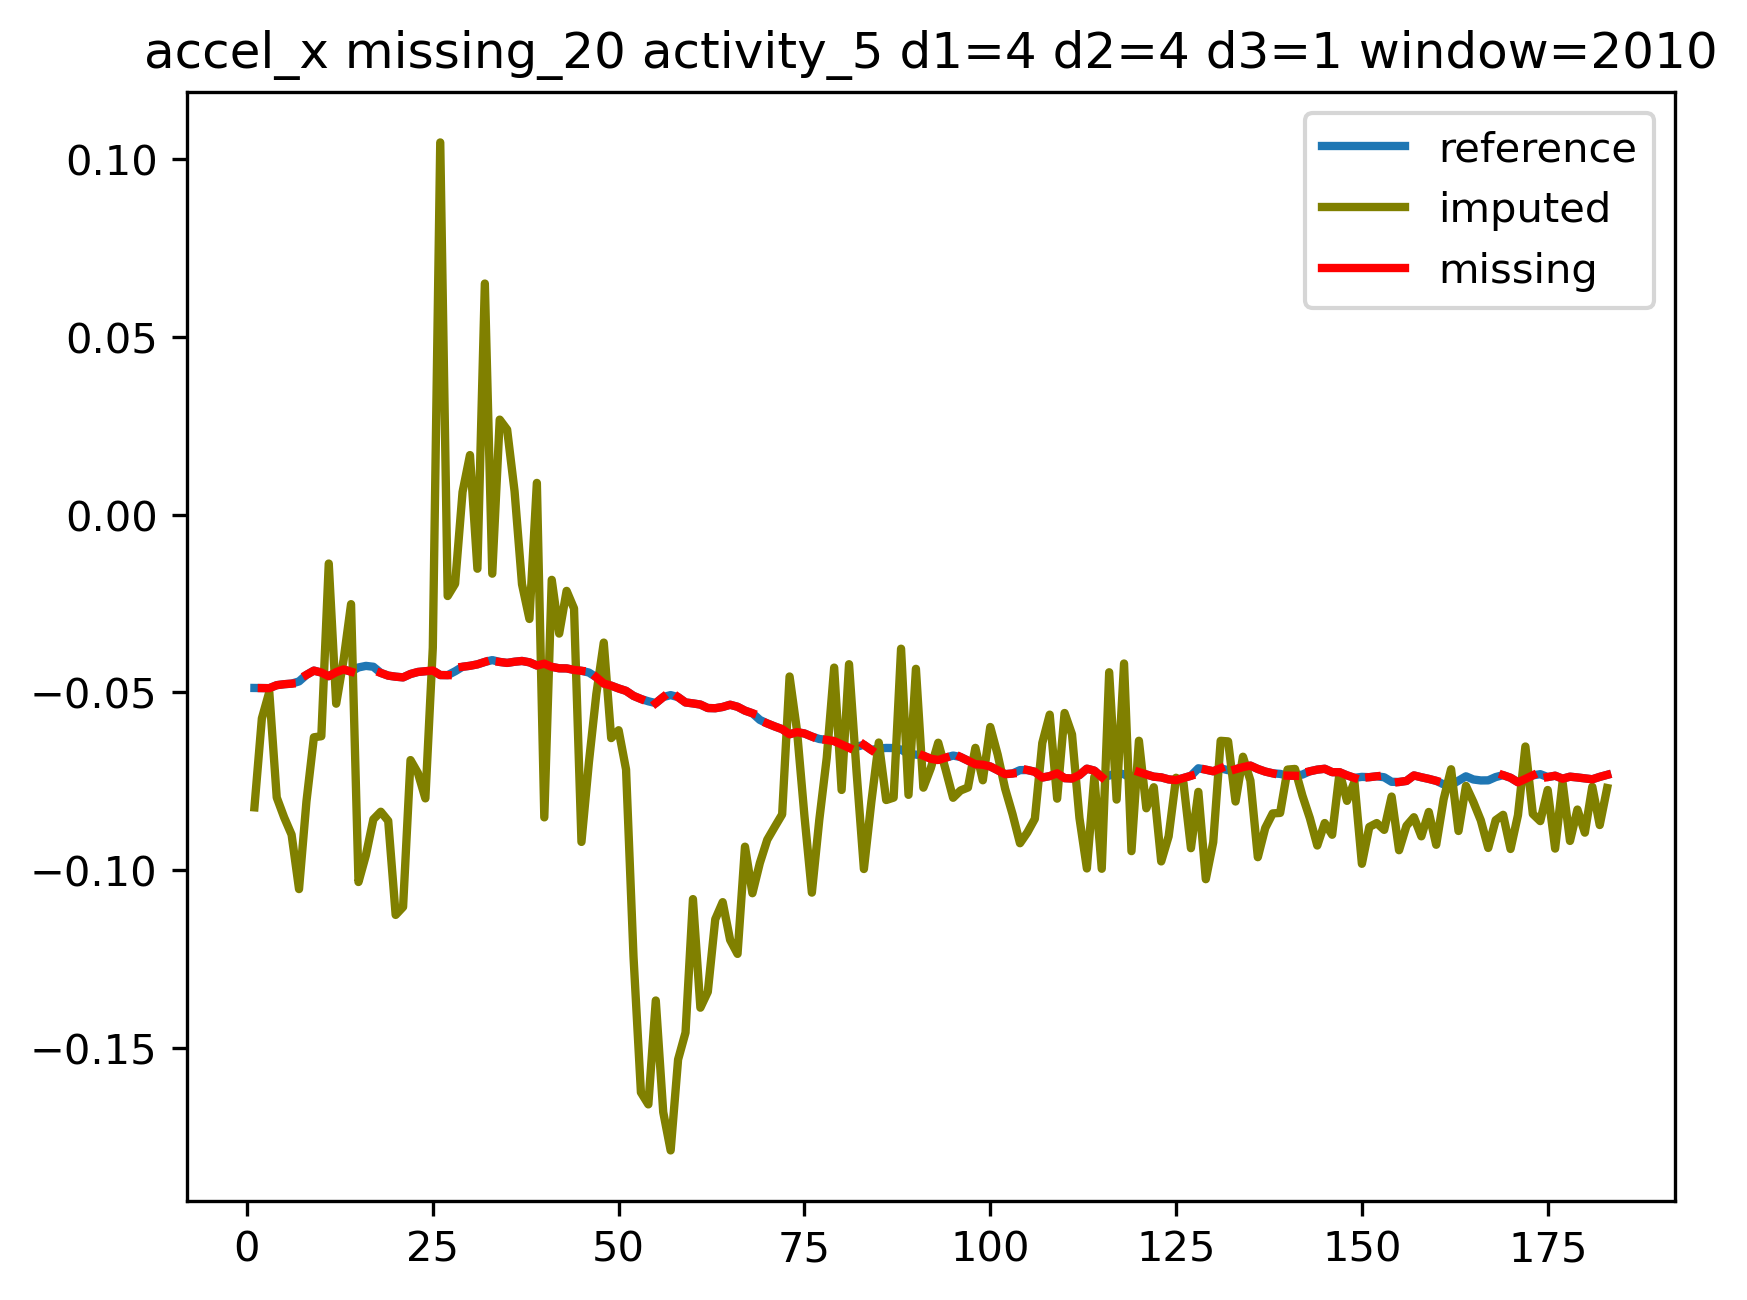 accel_x missing_20 activity_5 d1=4 d2=4 d3=1 window=2010
reference
imputed
missing
0.10
0.05
0.00
−0.05
−0.10
−0.15
0 25 50 75 100 125 150 175